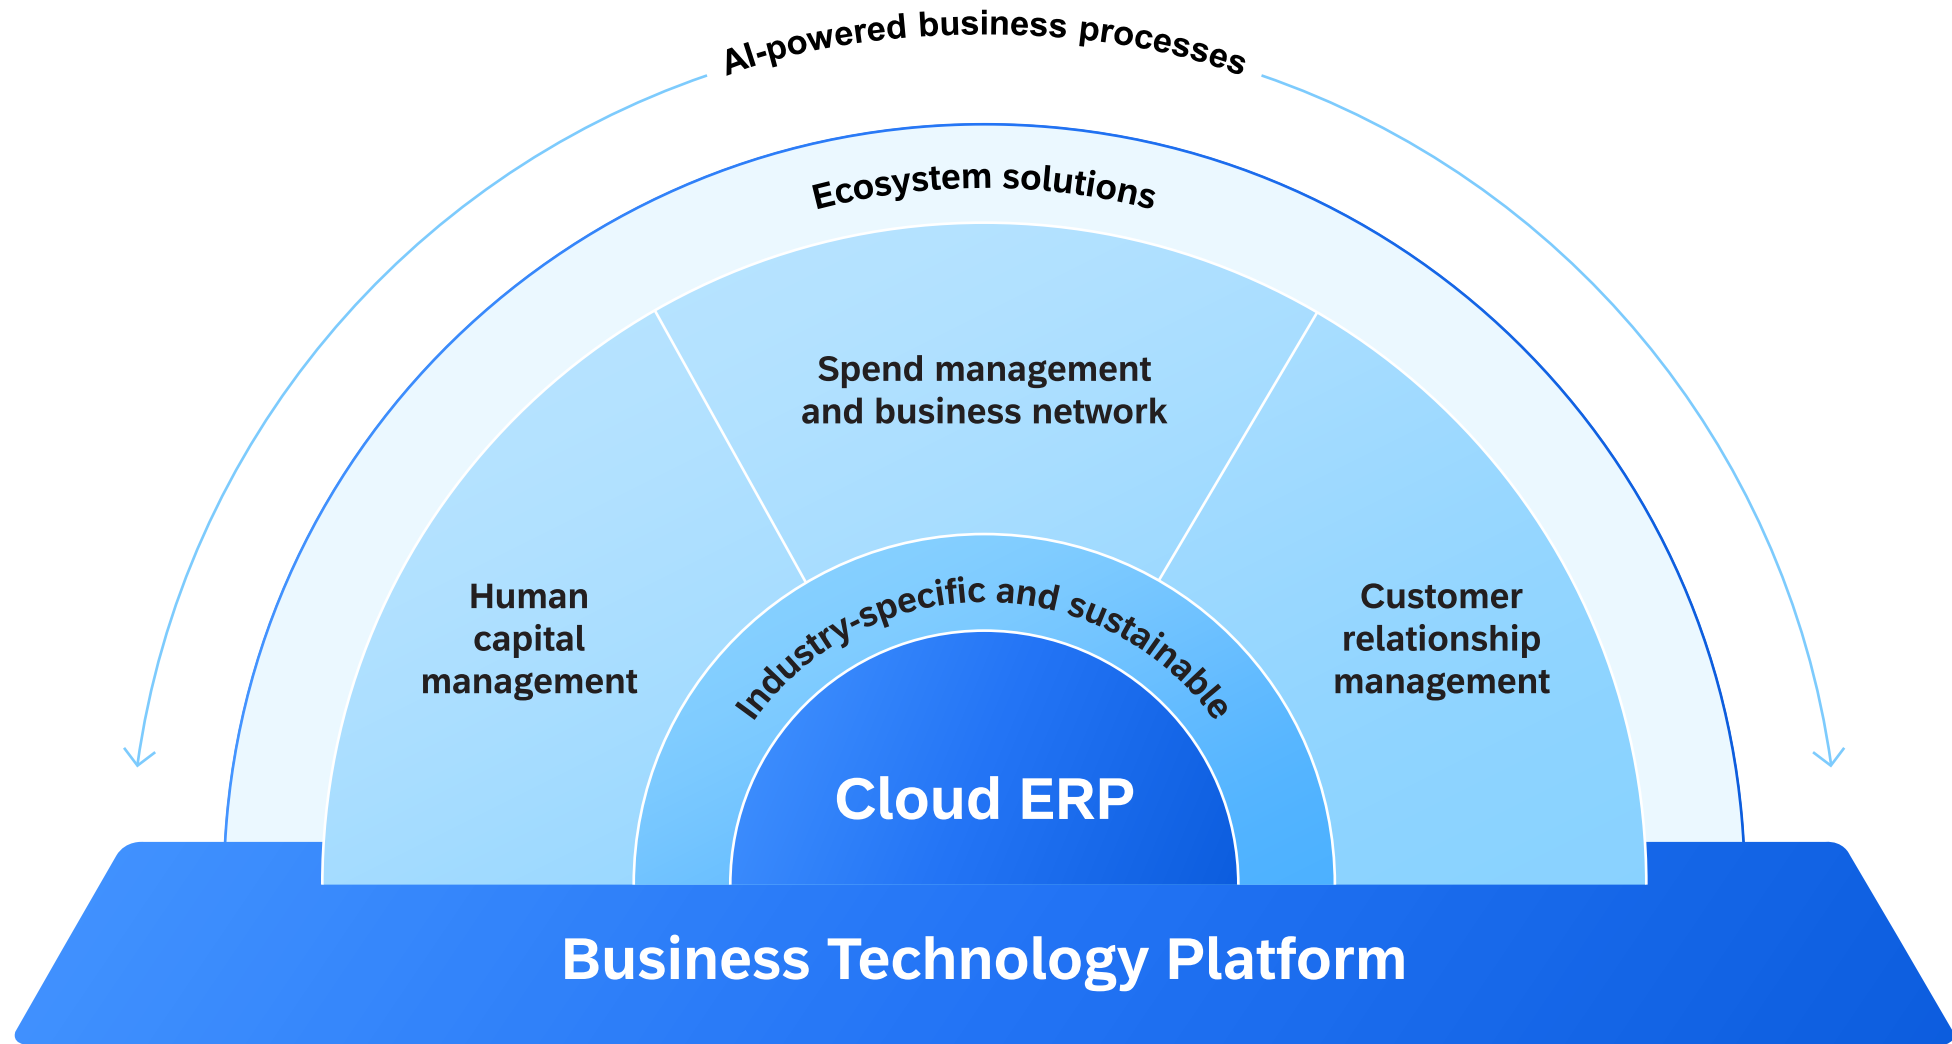 AI-powered business processes
Ecosystem solutions
Spend management
and business network
Human
capital
management
Customer
relationship
management
Industry-specific and sustainable
Cloud ERP
Business Technology Platform